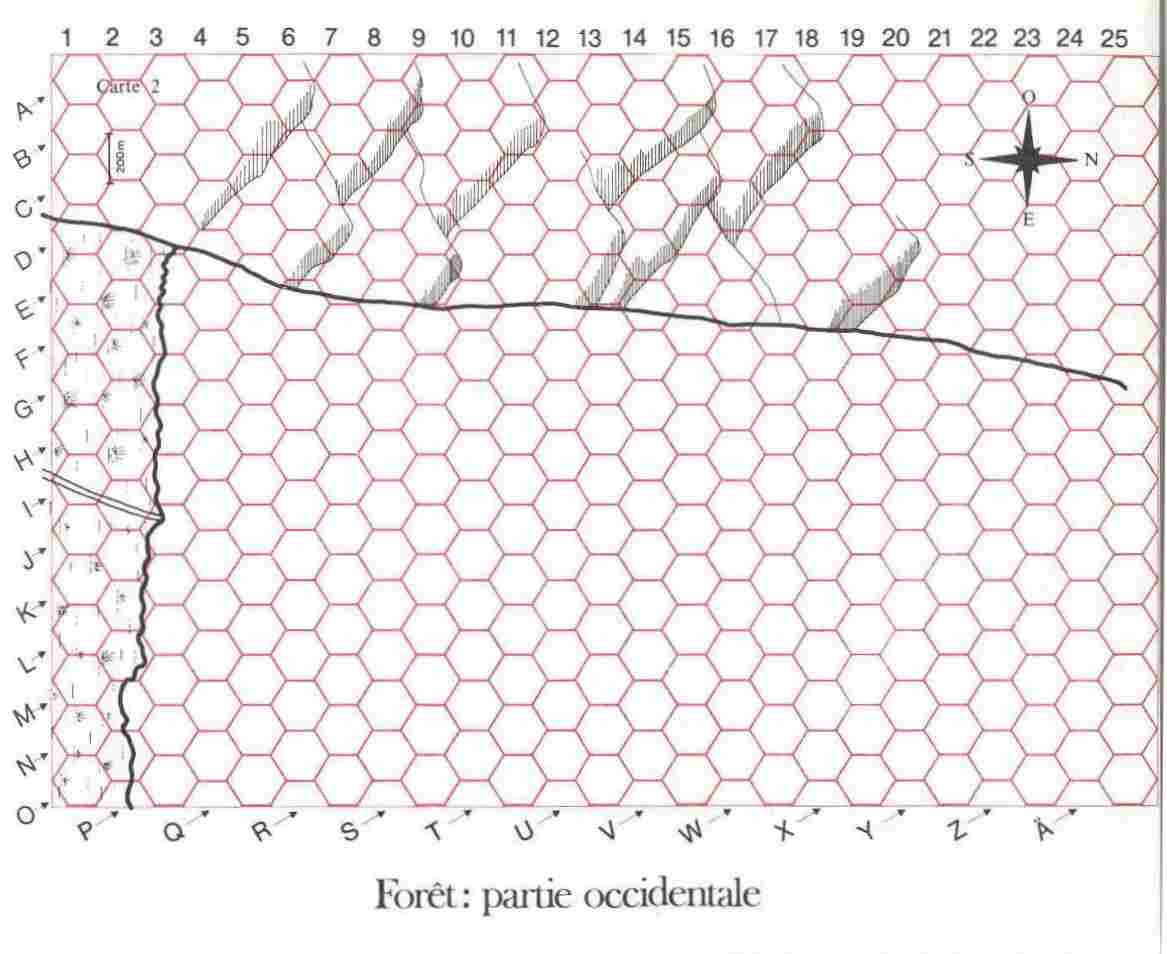 1 2 3 4 5 6 7 8 9 10 11 12 13 14 15 16 17 18 19 20 21 22 23 24 25
Carte 2
A
O
200m
B
S N
C
E
D
E
F
G
H
I
J
K
L
M
N
O
P Q R S T U V W X Y Z Ä
Forêt : partie occidentale